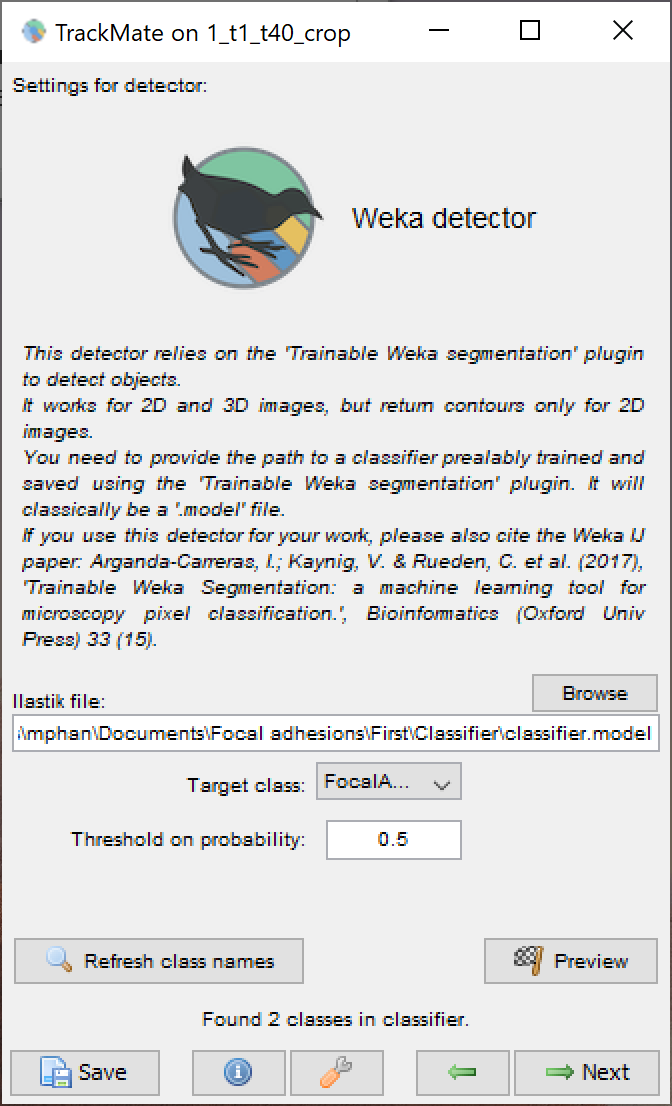 TrackMate on 1_t1_t40_crop
Settings for detector:
Weka detector
This detector relies on the 'Trainable Weka segmentation' plugin
to detect objects.
It works for 2D and 3D images, but return contours only for 2D
images.
You need to provide the path to a classifier prealably trained and
saved using the 'Trainable Weka segmentation' plugin. It will
classically be a '.model' file.
If you use this detector for your work, please also cite the Weka IJ
paper: Arganda-Carreras, I.; Kaynig, V. & Rueden, C. et al. (2017),
'Trainable Weka Segmentation: a machine learning tool for
microscopy pixel classification.', Bioinformatics (Oxford Univ
Press) 33 (15).
Browse
Ilastik file:
\mphan\Documents\Focal adhesions\First\Classifier\classifier.model
Target class: FocalA...
Threshold on probability: 0.5
Refresh class names Preview
Found 2 classes in classifier.
Save Next